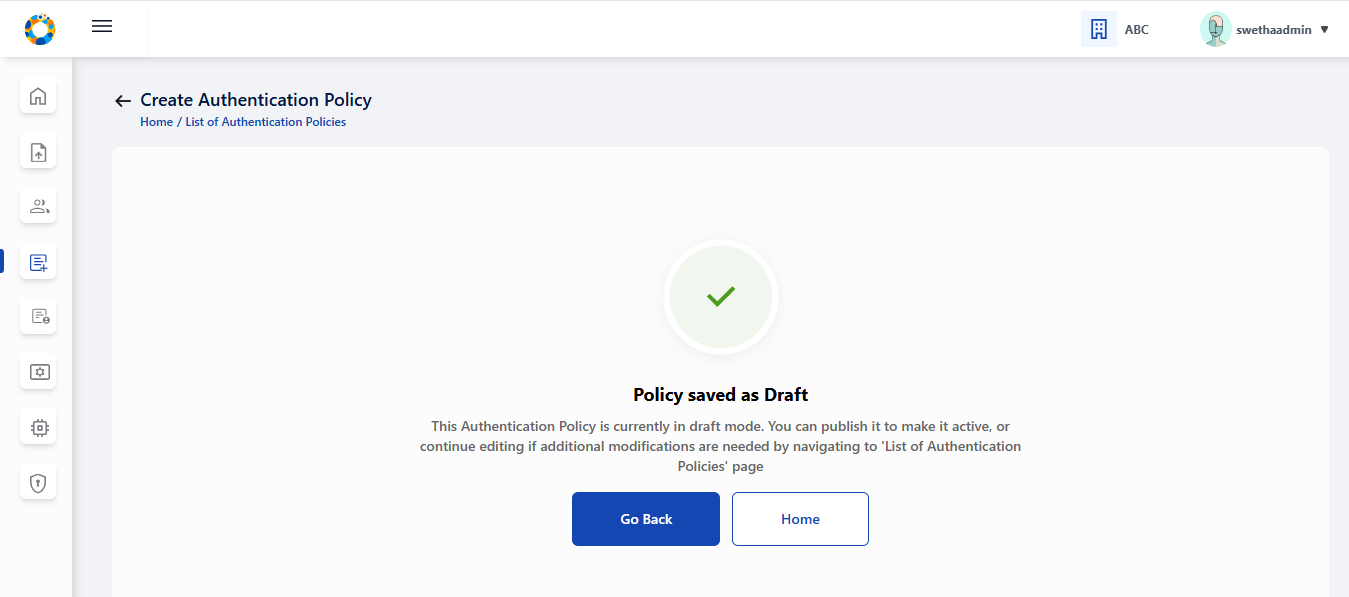 ABC
swethaadmin ▼
Create Authentication Policy
Home / List of Authentication Policies
Policy saved as Draft
This Authentication Policy is currently in draft mode. You can publish it to make it active, or
continue editing if additional modifications are needed by navigating to 'List of Authentication
Policies' page
Go Back
Home